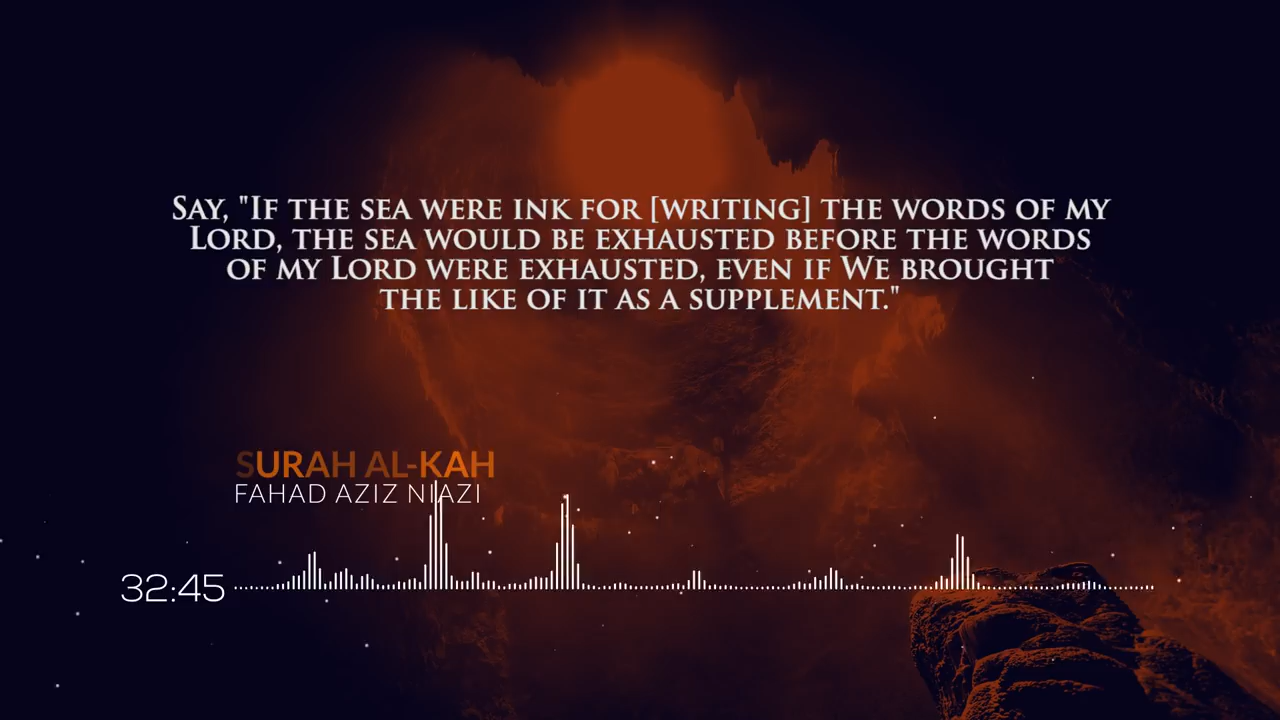 Say, "If the sea were ink for [writing] the words of my
Lord, the sea would be exhausted before the words
of my Lord were exhausted, even if We brought
the like of it as a supplement."
SURAH AL-KAH
FAHAD AZIZ NIAZI
32:45